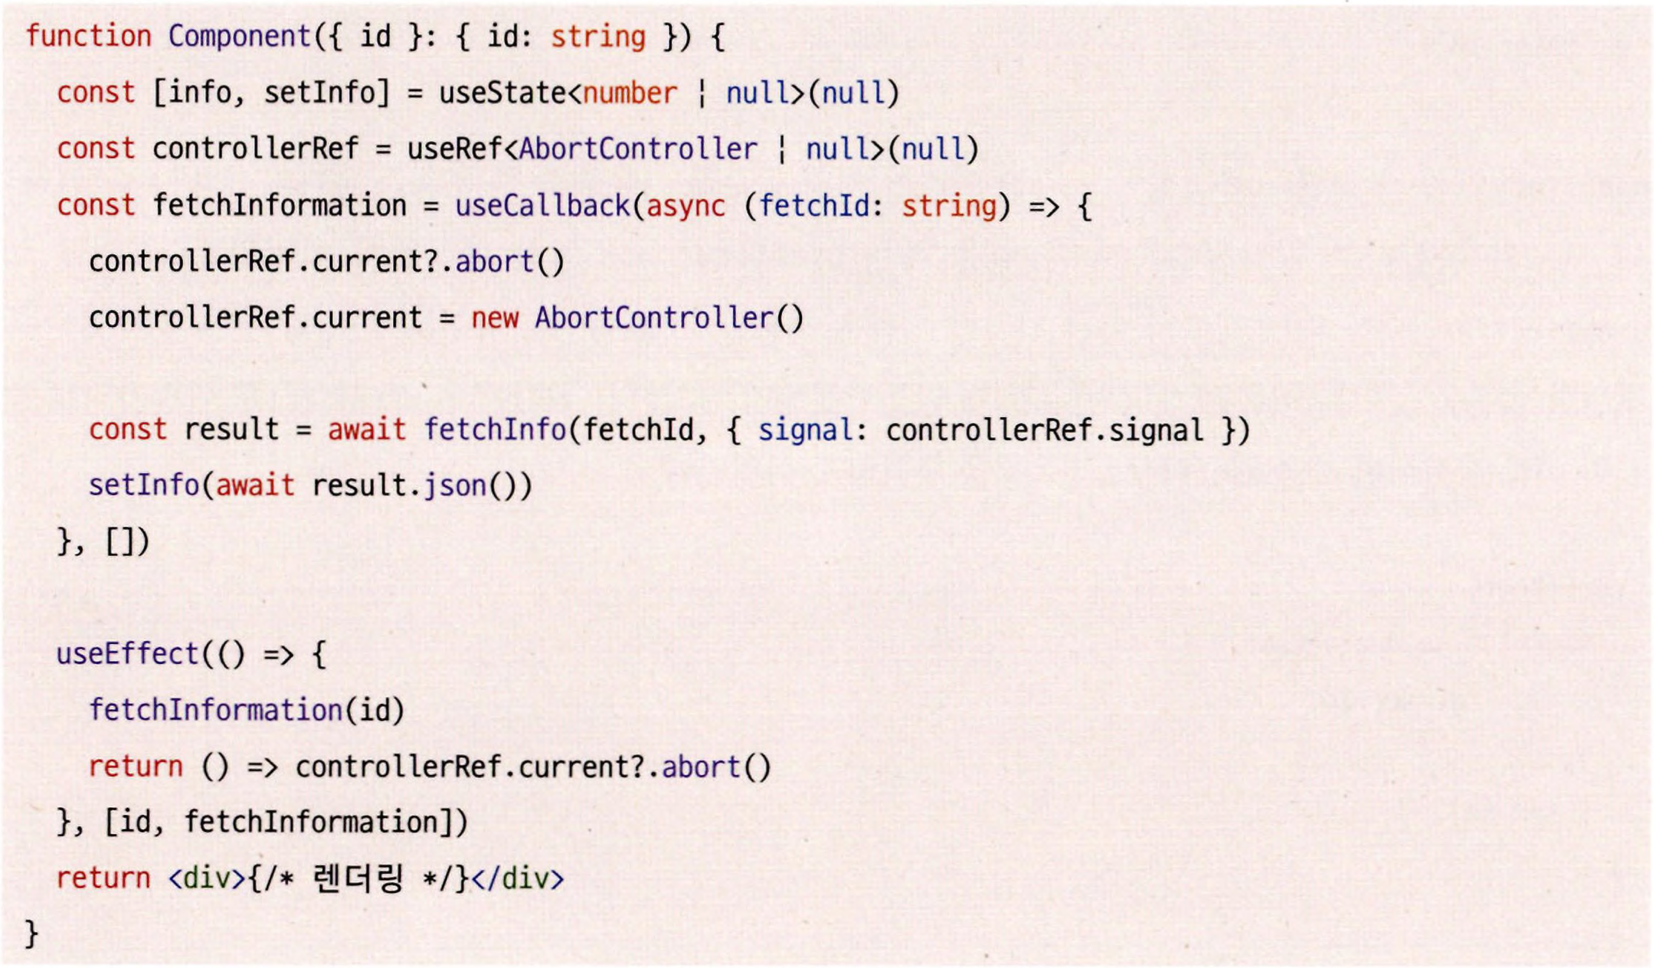 function Component({ id }: { id: string }) {
  const [info, setInfo] = useState<number | null>(null)
  const controllerRef = useRef<AbortController | null>(null)
  const fetchInformation = useCallback(async (fetchId: string) => {
    controllerRef.current?.abort()
    controllerRef.current = new AbortController()
    const result = await fetchInfo(fetchId, { signal: controllerRef.signal })
    setInfo(await result.json())
  }, [])
  useEffect(() => {
    fetchInformation(id)
    return () => controllerRef.current?.abort()
  }, [id, fetchInformation])
  return <div>{/* 렌더링 */}</div>
}